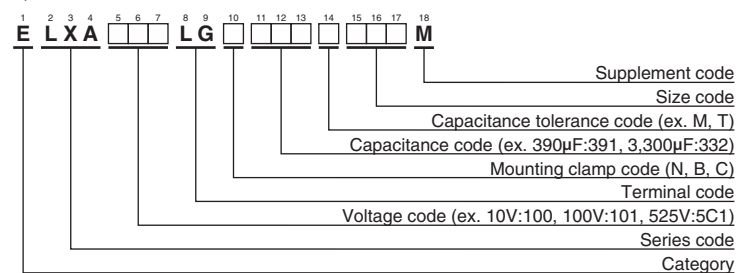 1 2 3 4 5 6 7 8 9 10 11 12 13 14 15 16 17 18
E L X A □□□ L G □ □□□ □ □□□ M
Supplement code
Size code
Capacitance tolerance code (ex. M, T)
Capacitance code (ex. 390µF:391, 3,300µF:332)
Mounting clamp code (N, B, C)
Terminal code
Voltage code (ex. 10V:100, 100V:101, 525V:5C1)
Series code
Category